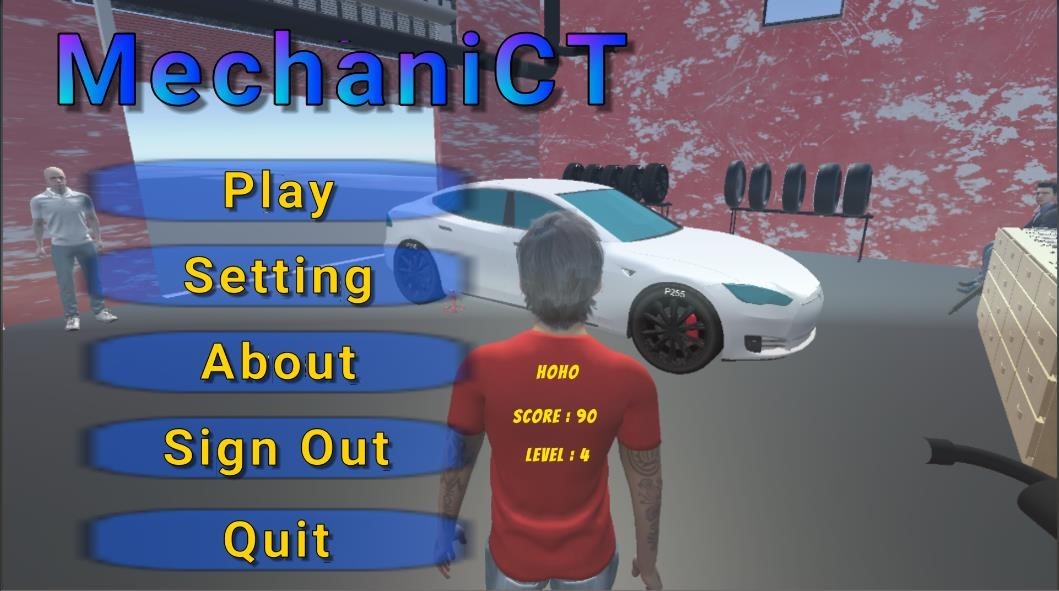 MechaniCT
Play
Setting
About
Sign Out
Quit
HOHO
SCORE : 90
LEVEL : 4
P255